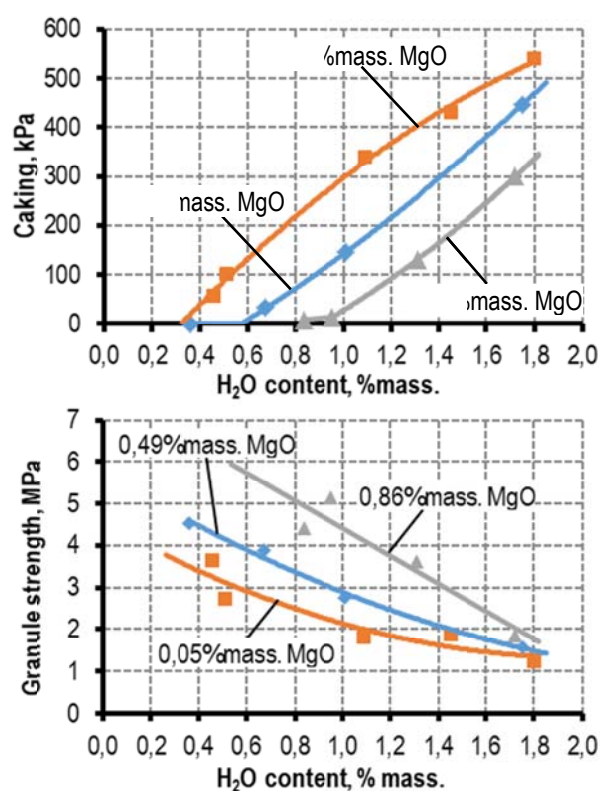 600
500
400
300
200
100
0
Caking, kPa
%mass. MgO
mass. MgO
%mass. MgO
0,0 0,2 0,4 0,6 0,8 1,0 1,2 1,4 1,6 1,8 2,0
H₂O content, %mass.
7
6
5
4
3
2
1
0
Granule strength, MPa
0,49%mass. MgO
0,86%mass. MgO
0,05%mass. MgO
0,0 0,2 0,4 0,6 0,8 1,0 1,2 1,4 1,6 1,8 2,0
H₂O content, % mass.